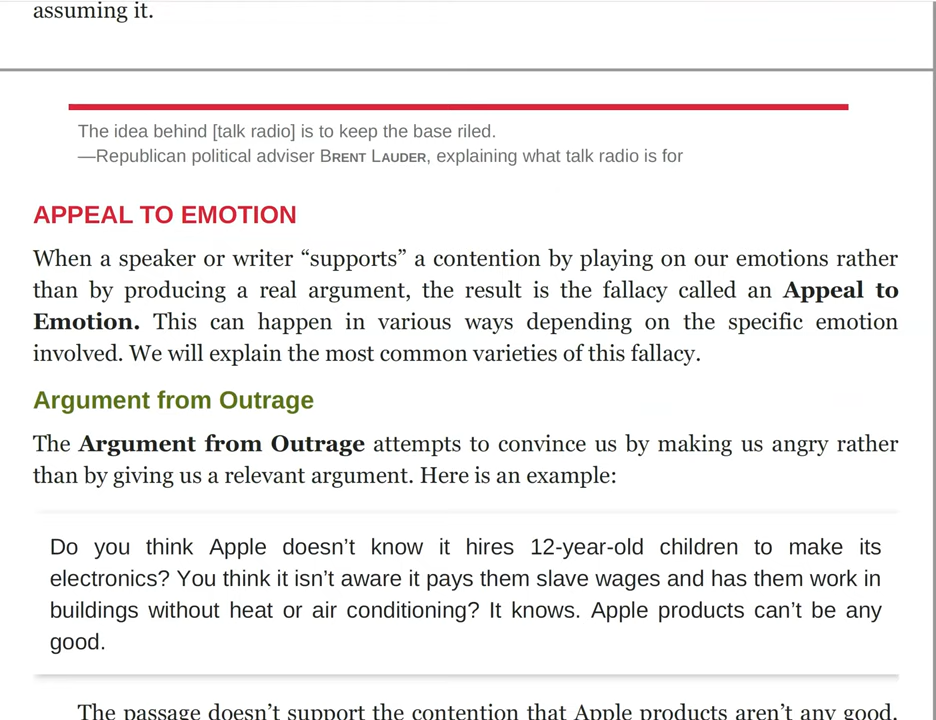 assuming it.
The idea behind [talk radio] is to keep the base riled.
—Republican political adviser Brent Lauder, explaining what talk radio is for
APPEAL TO EMOTION
When a speaker or writer “supports” a contention by playing on our emotions rather
than by producing a real argument, the result is the fallacy called an Appeal to
Emotion. This can happen in various ways depending on the specific emotion
involved. We will explain the most common varieties of this fallacy.
Argument from Outrage
The Argument from Outrage attempts to convince us by making us angry rather
than by giving us a relevant argument. Here is an example:
Do you think Apple doesn’t know it hires 12-year-old children to make its
electronics? You think it isn’t aware it pays them slave wages and has them work in
buildings without heat or air conditioning? It knows. Apple products can’t be any
good.
The passage doesn’t support the contention that Apple products aren’t any good.